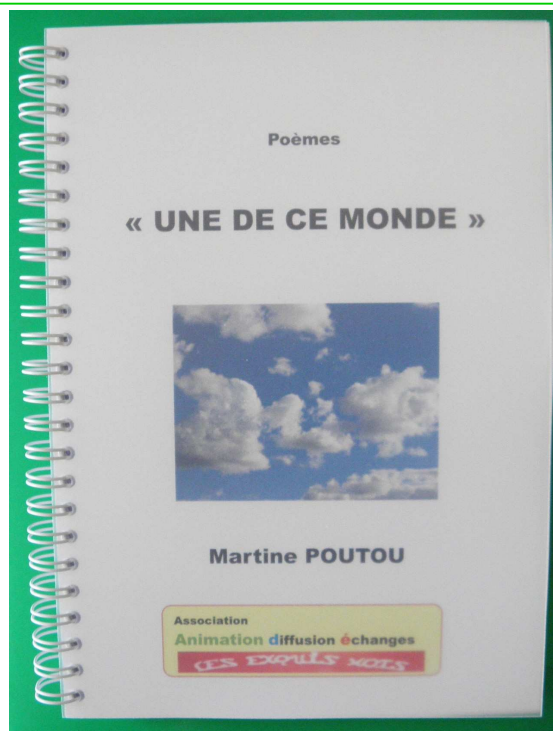 Poèmes
« UNE DE CE MONDE »
Martine POUTOU
Association
Animation diffusion échanges
LES EXQUIS MOTS